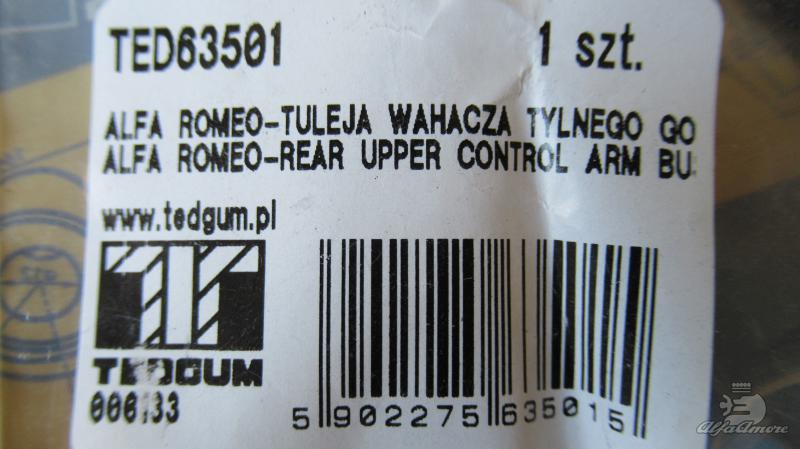 TED63501 1 szt.
ALFA ROMEO-TULEJA WAHACZA TYLNEGO GO
ALFA ROMEO-REAR UPPER CONTROL ARM BU
www.tedgum.pl
TEDGUM
5 902275 635015
AlfaAmore